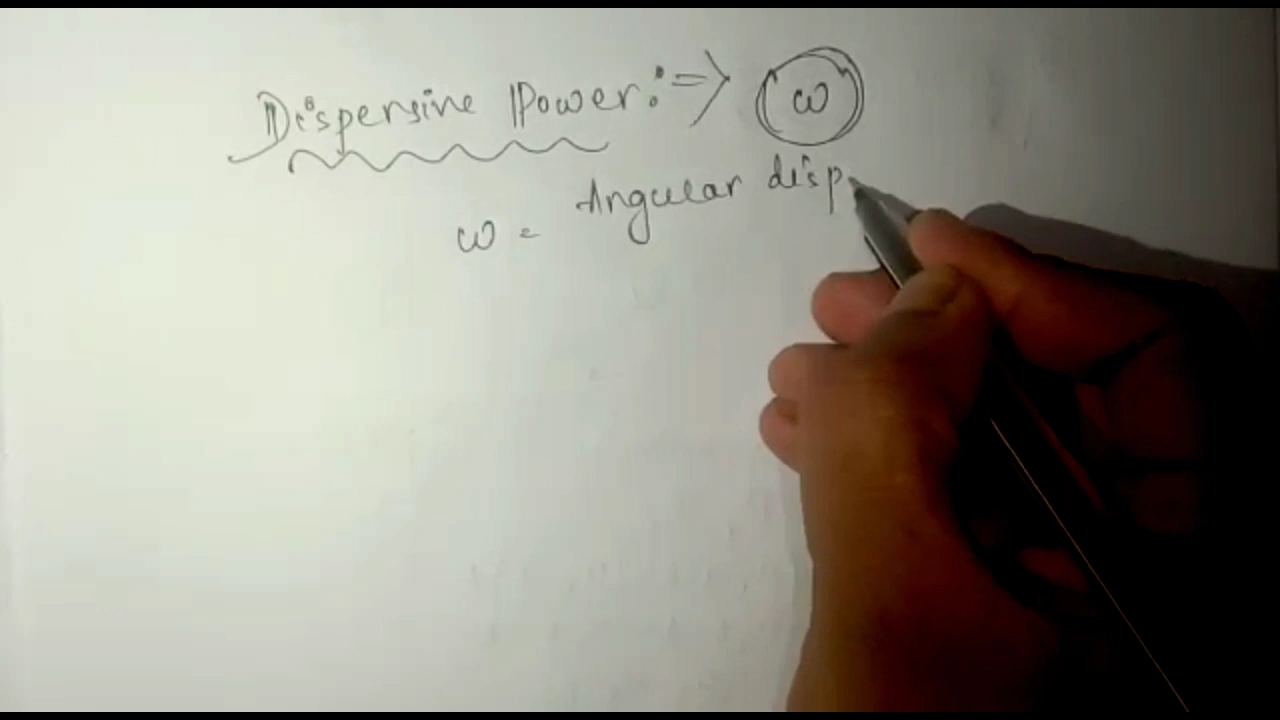 Dispersive Power :⇒ ω
Angular disp
ω =